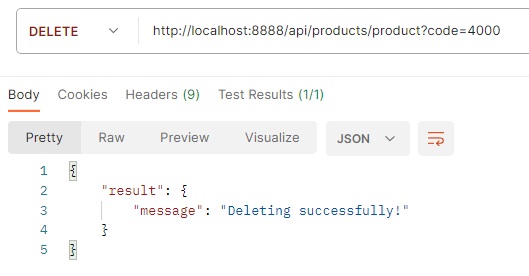 DELETE http://localhost:8888/api/products/product?code=4000
Body Cookies Headers (9) Test Results (1/1)
Pretty Raw Preview Visualize JSON
1 {
2 "result": {
3 "message": "Deleting successfully!"
4 }
5 }